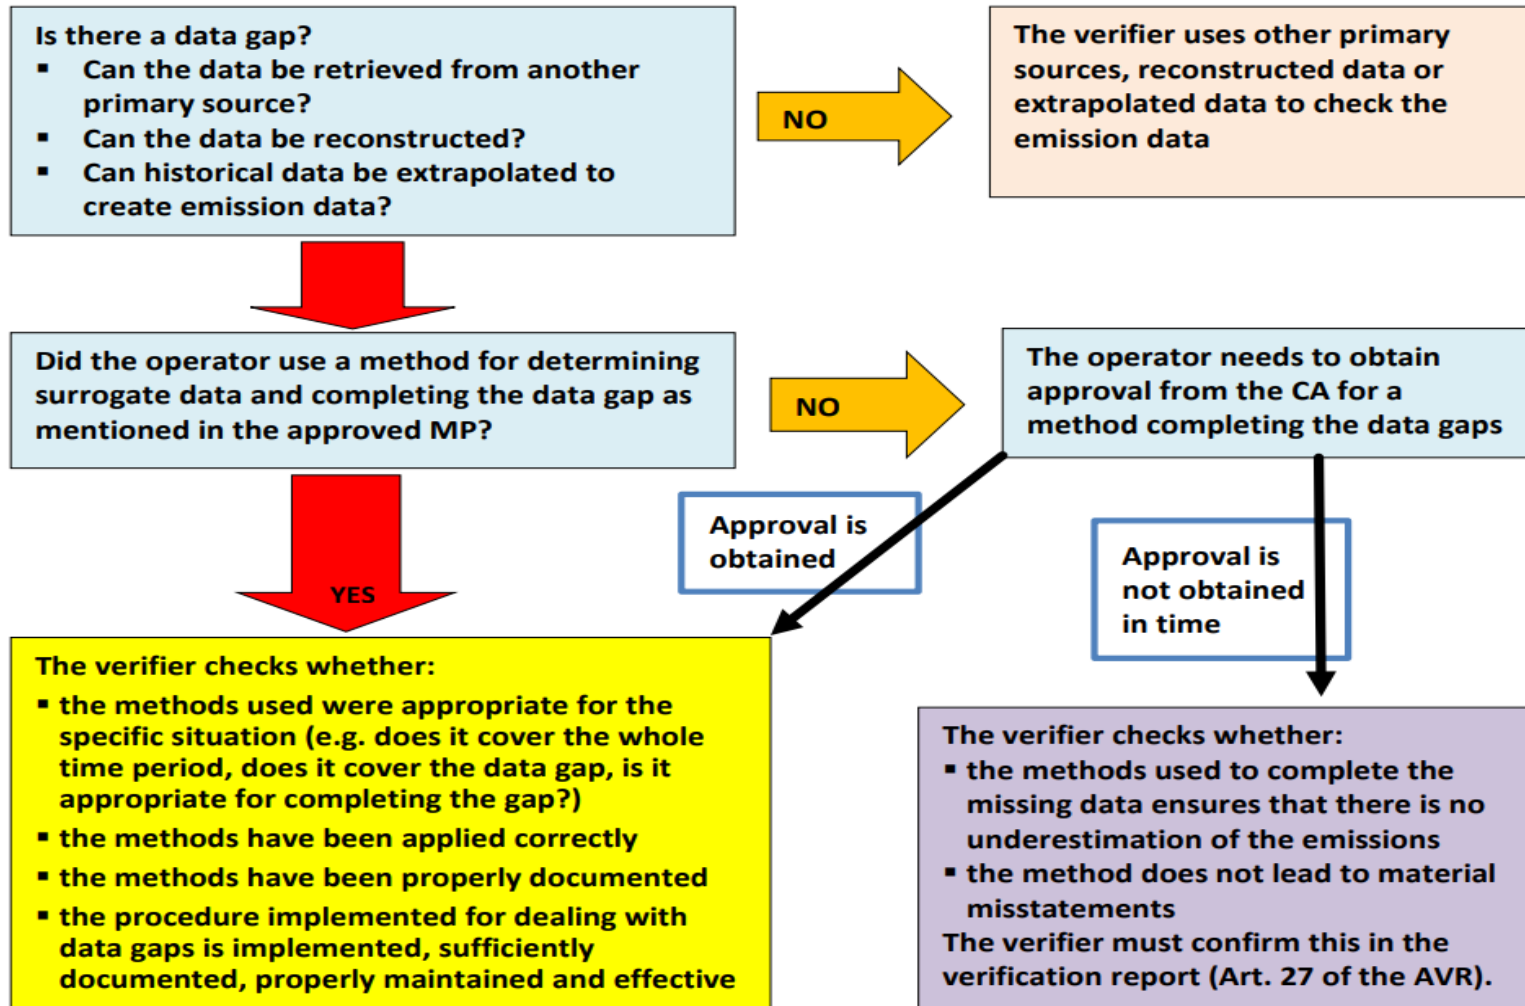 Is there a data gap?
▪ Can the data be retrieved from another
primary source?
▪ Can the data be reconstructed?
▪ Can historical data be extrapolated to
create emission data?
NO
The verifier uses other primary
sources, reconstructed data or
extrapolated data to check the
emission data
Did the operator use a method for determining
surrogate data and completing the data gap as
mentioned in the approved MP?
NO
The operator needs to obtain
approval from the CA for a
method completing the data gaps
YES
Approval is
obtained
Approval is
not obtained
in time
The verifier checks whether:
▪ the methods used were appropriate for the
specific situation (e.g. does it cover the whole
time period, does it cover the data gap, is it
appropriate for completing the gap?)
▪ the methods have been applied correctly
▪ the methods have been properly documented
▪ the procedure implemented for dealing with
data gaps is implemented, sufficiently
documented, properly maintained and effective
The verifier checks whether:
▪ the methods used to complete the
missing data ensures that there is no
underestimation of the emissions
▪ the method does not lead to material
misstatements
The verifier must confirm this in the
verification report (Art. 27 of the AVR).